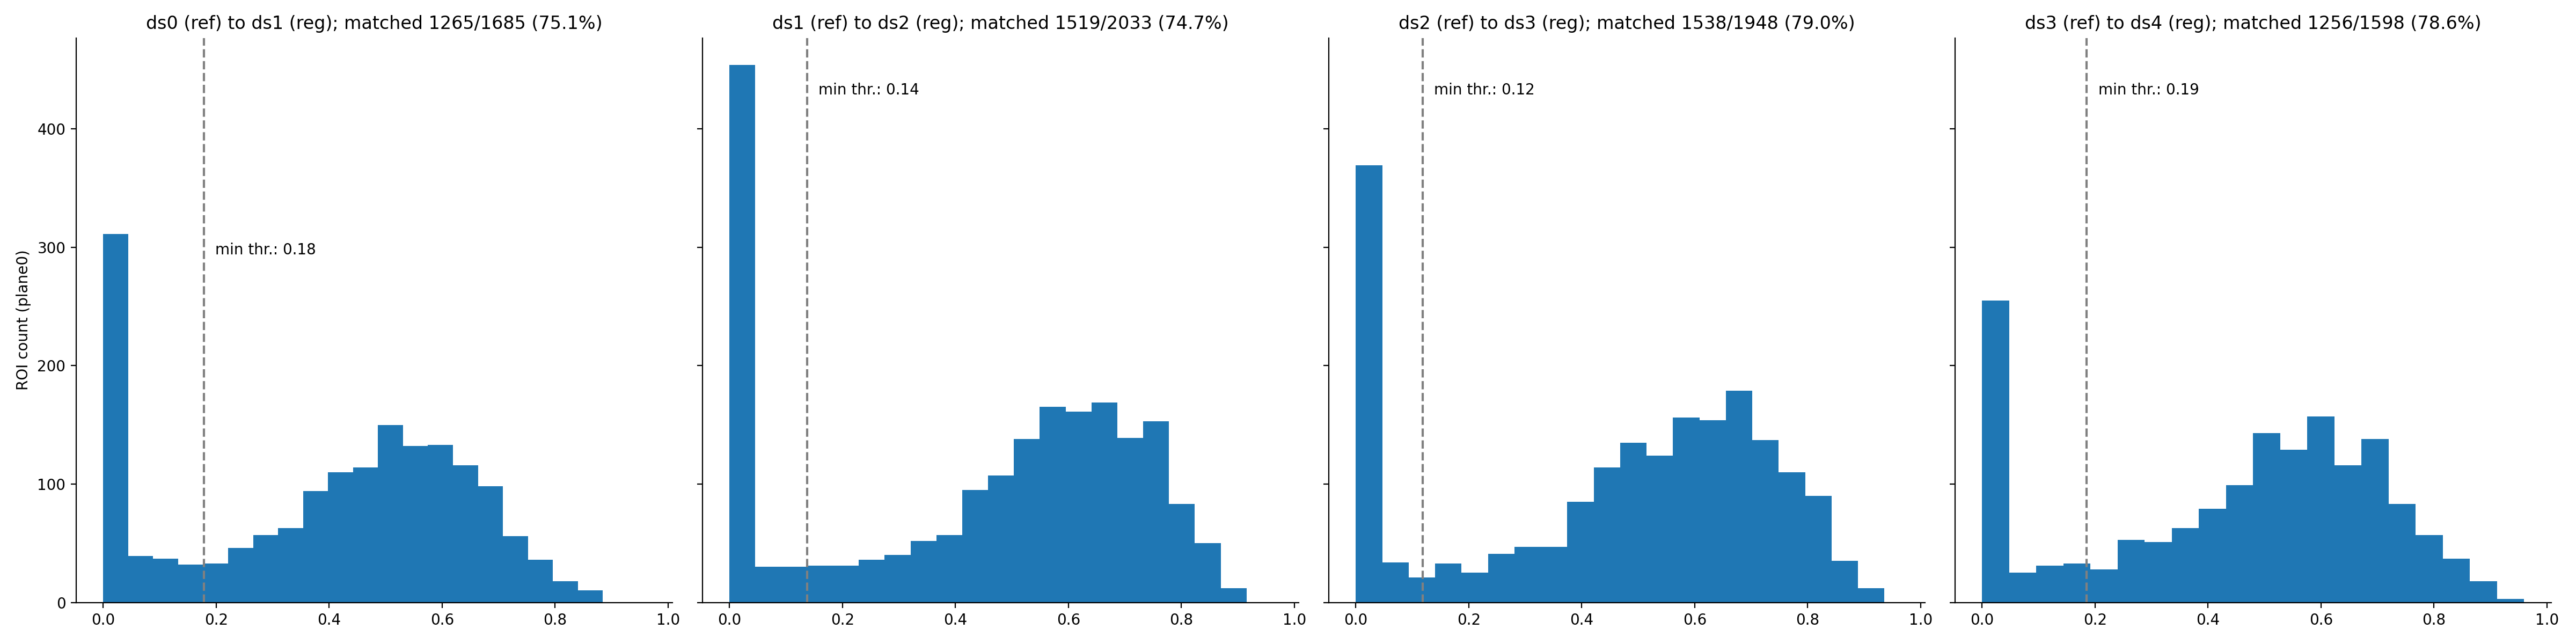 ds0 (ref) to ds1 (reg); matched 1265/1685 (75.1%)
ds1 (ref) to ds2 (reg); matched 1519/2033 (74.7%)
ds2 (ref) to ds3 (reg); matched 1538/1948 (79.0%)
ds3 (ref) to ds4 (reg); matched 1256/1598 (78.6%)
min thr.: 0.18
min thr.: 0.14
min thr.: 0.12
min thr.: 0.19
ROI count (plane0)
400
300
200
100
0
0.0 0.2 0.4 0.6 0.8 1.0
0.0 0.2 0.4 0.6 0.8 1.0
0.0 0.2 0.4 0.6 0.8 1.0
0.0 0.2 0.4 0.6 0.8 1.0